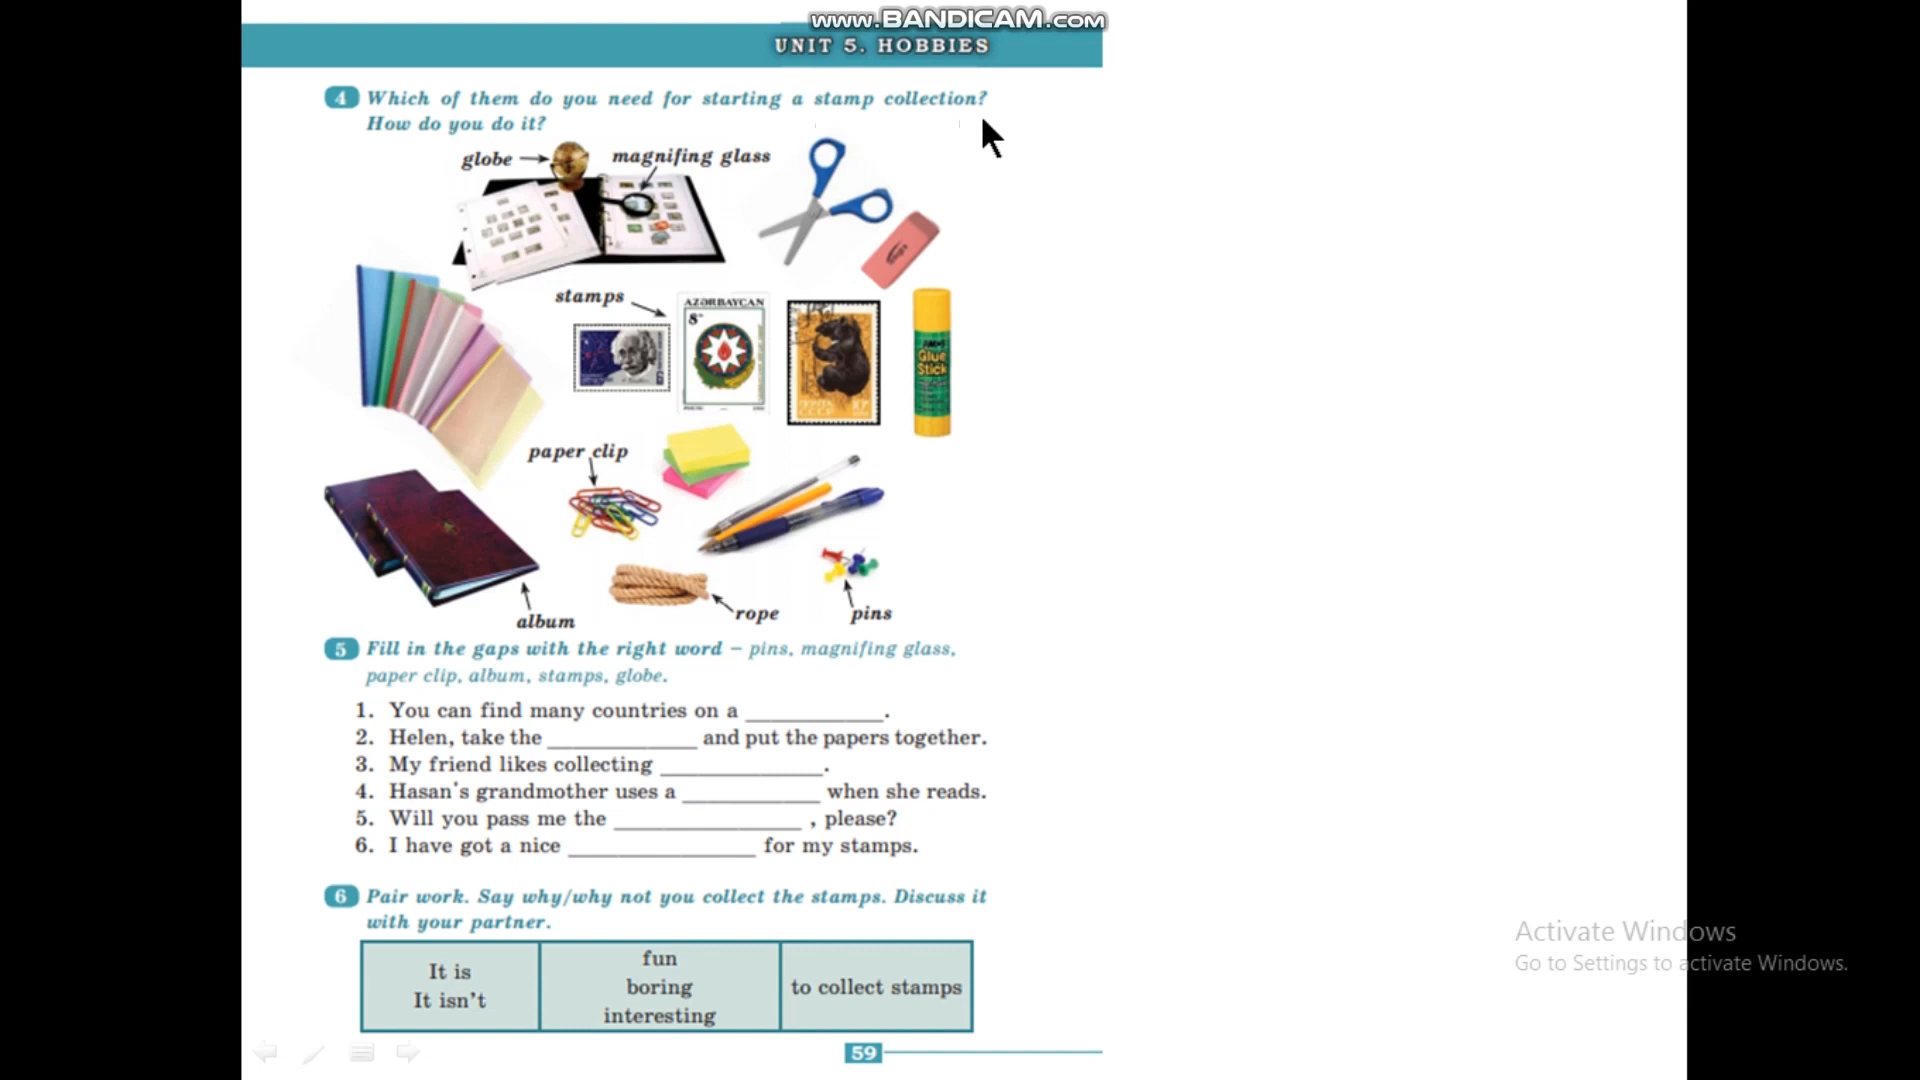 www.BANDICAM.com
UNIT 5. HOBBIES
4 Which of them do you need for starting a stamp collection?
How do you do it?
globe
magnifing glass
stamps
AZƏRBAYCAN
8
Glue
Stick
paper clip
album
rope
pins
5 Fill in the gaps with the right word – pins, magnifing glass,
paper clip, album, stamps, globe.
1. You can find many countries on a ___________.
2. Helen, take the ____________ and put the papers together.
3. My friend likes collecting _____________.
4. Hasan's grandmother uses a ___________ when she reads.
5. Will you pass me the _______________ , please?
6. I have got a nice _______________ for my stamps.
6 Pair work. Say why/why not you collect the stamps. Discuss it
with your partner.
It is
It isn't
fun
boring
interesting
to collect stamps
59
Activate Windows
Go to Settings to activate Windows.